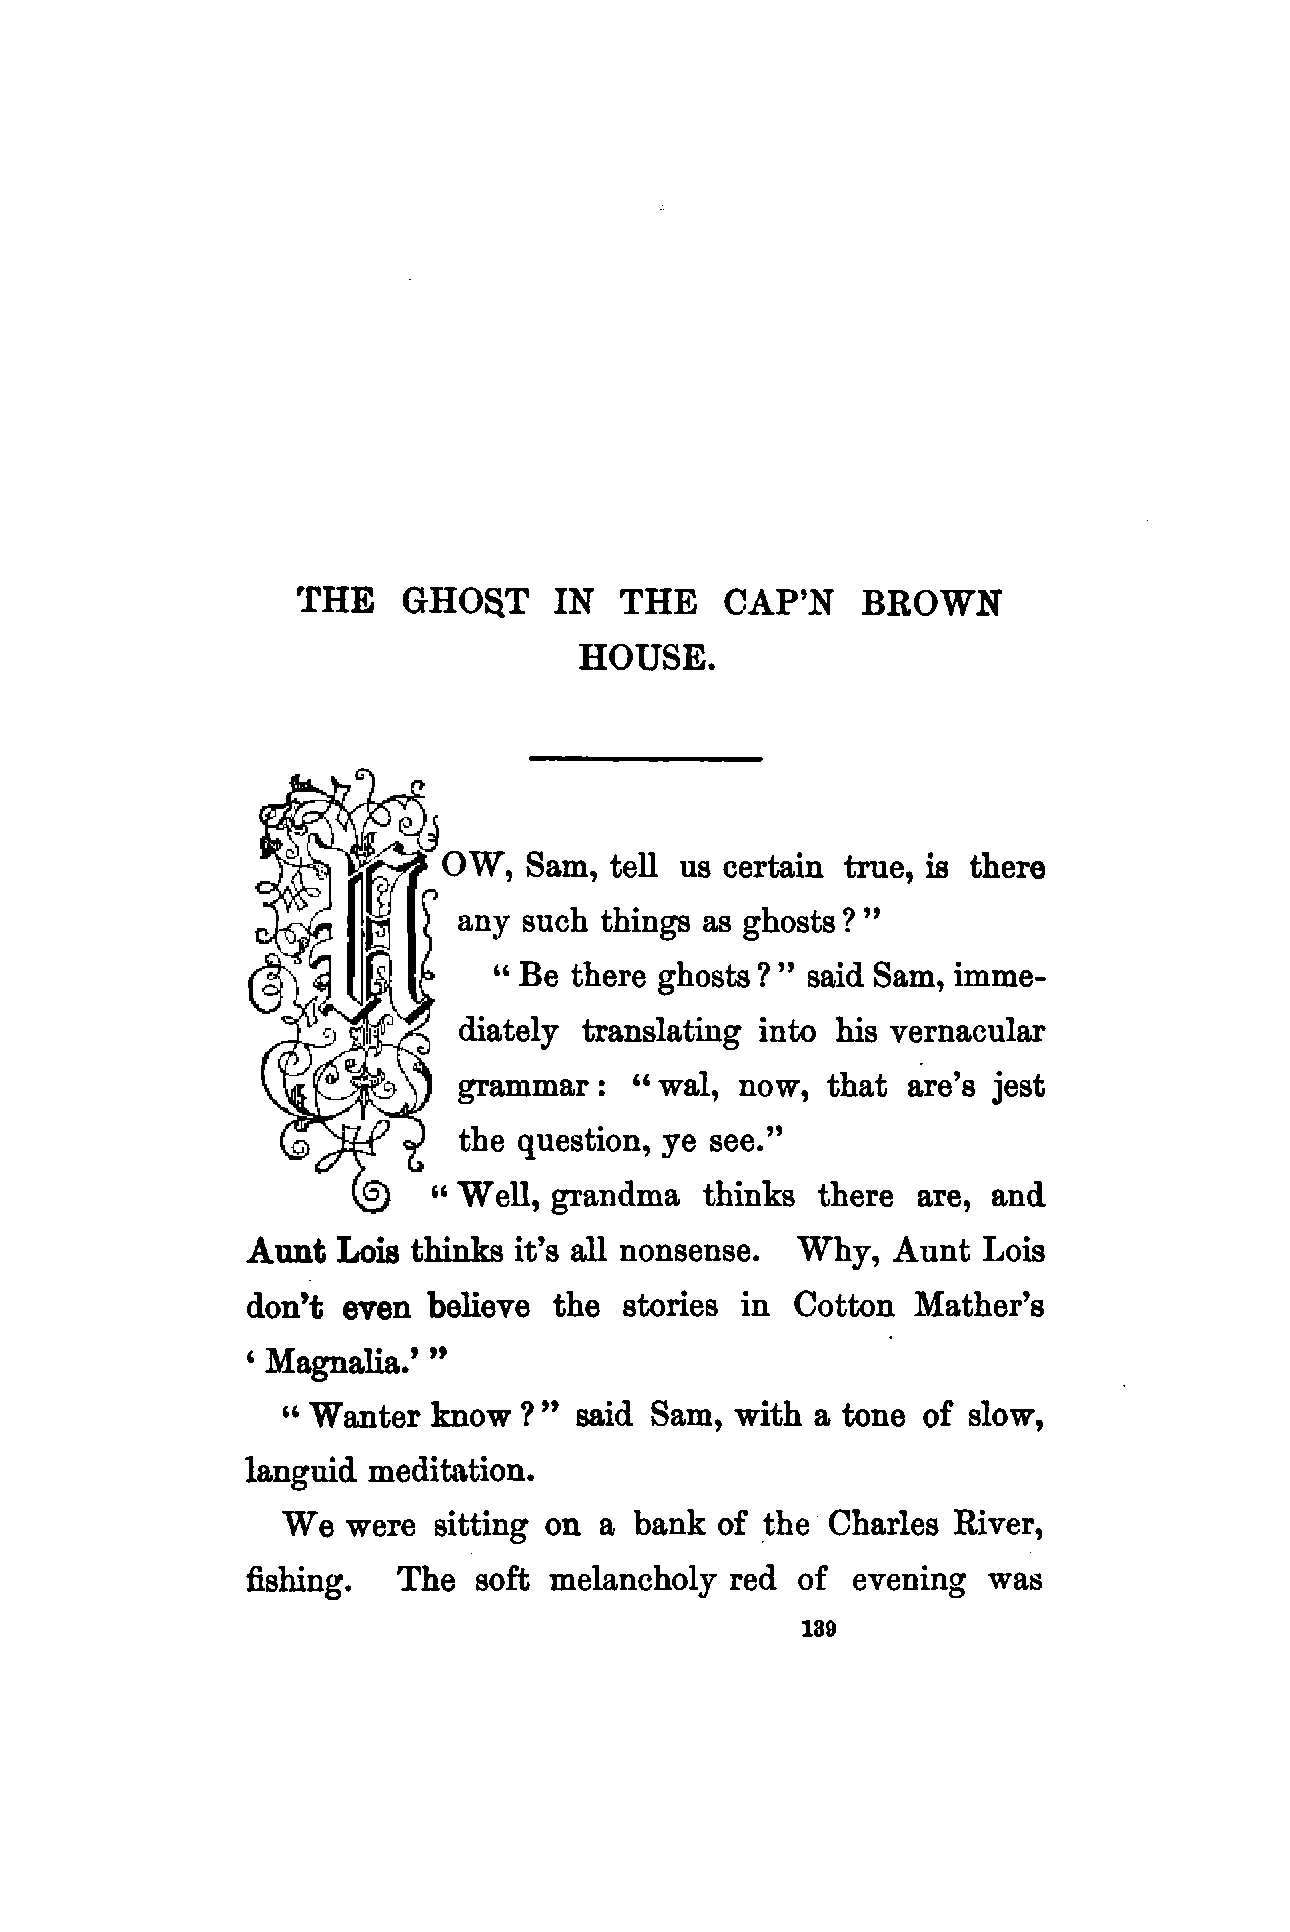 THE GHOST IN THE CAP'N BROWN
HOUSE.
NOW, Sam, tell us certain true, is there
any such things as ghosts?"
"Be there ghosts?" said Sam, imme-
diately translating into his vernacular
grammar: "wal, now, that are's jest
the question, ye see."
"Well, grandma thinks there are, and
Aunt Lois thinks it's all nonsense. Why, Aunt Lois
don't even believe the stories in Cotton Mather's
'Magnalia.'"
"Wanter know?" said Sam, with a tone of slow,
languid meditation.
We were sitting on a bank of the Charles River,
fishing. The soft melancholy red of evening was
139